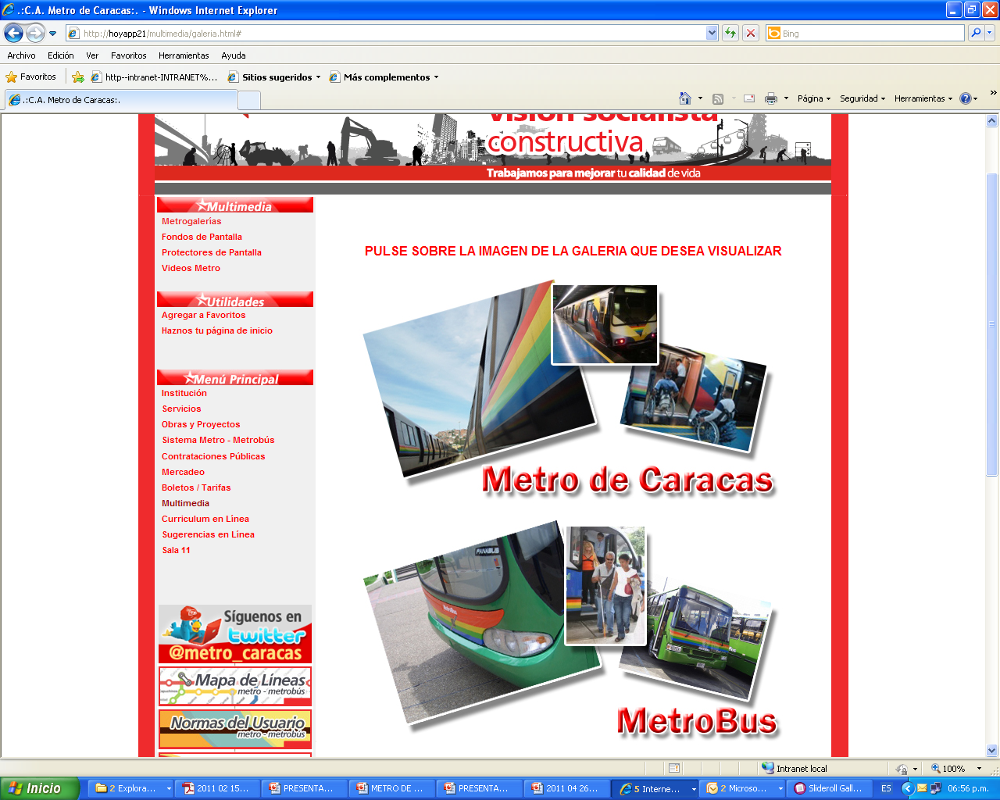 .:C.A. Metro de Caracas:. - Windows Internet Explorer
http://hoyapp21/multimedia/galeria.html#
Bing
Archivo Edición Ver Favoritos Herramientas Ayuda
Favoritos http--intranet-INTRANET%... Sitios sugeridos Más complementos
.:C.A. Metro de Caracas:. Página Seguridad Herramientas
visión socialista
constructiva
Trabajamos para mejorar tu calidad de vida
Multimedia
Metrogalerías
Fondos de Pantalla
Protectores de Pantalla
Videos Metro
Utilidades
Agregar a Favoritos
Haznos tu página de inicio
Menú Principal
Institución
Servicios
Obras y Proyectos
Sistema Metro - Metrobús
Contrataciones Públicas
Mercadeo
Boletos / Tarifas
Multimedia
Curriculum en Línea
Sugerencias en Línea
Sala 11
Síguenos en
twitter
@metro_caracas
Mapa de Líneas
metro - metrobús
Normas del Usuario
metro - metrobús
PULSE SOBRE LA IMAGEN DE LA GALERIA QUE DESEA VISUALIZAR
Metro de Caracas
PANABUS
MetroBus
MetroBus
Intranet local 100%
Inicio 2 Explora... 2011 02 15... PRESENTA... METRO DE ... PRESENTA... 2011 04 26... 5 Interne... 2 Microso... Slideroll Gall... ES 06:56 p.m.